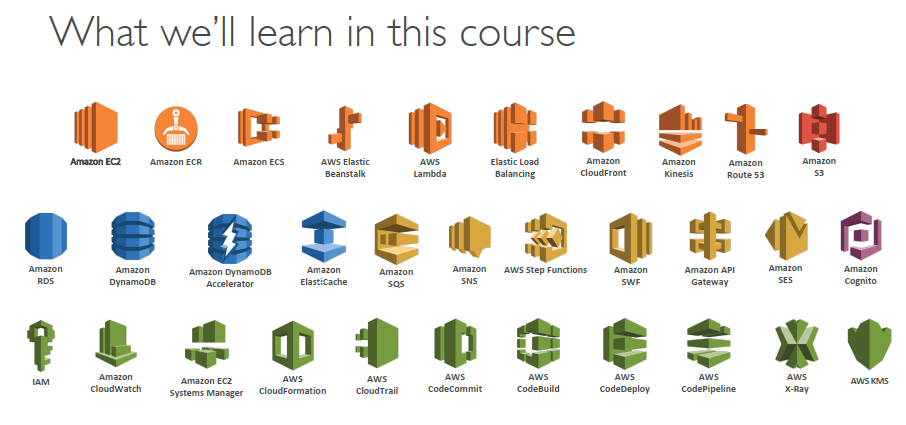 What we'll learn in this course
Amazon EC2
Amazon ECR
Amazon ECS
AWS Elastic
Beanstalk
AWS
Lambda
Elastic Load
Balancing
Amazon
CloudFront
Amazon
Kinesis
Amazon
Route 53
Amazon
S3
Amazon
RDS
Amazon
DynamoDB
Amazon DynamoDB
Accelerator
Amazon
ElastiCache
Amazon
SQS
Amazon
SNS
AWS Step Functions
Amazon
SWF
Amazon API
Gateway
Amazon
SES
Amazon
Cognito
IAM
Amazon
CloudWatch
Amazon EC2
Systems Manager
AWS
CloudFormation
AWS
CloudTrail
AWS
CodeCommit
AWS
CodeBuild
AWS
CodeDeploy
AWS
CodePipeline
AWS
X-Ray
AWS KMS